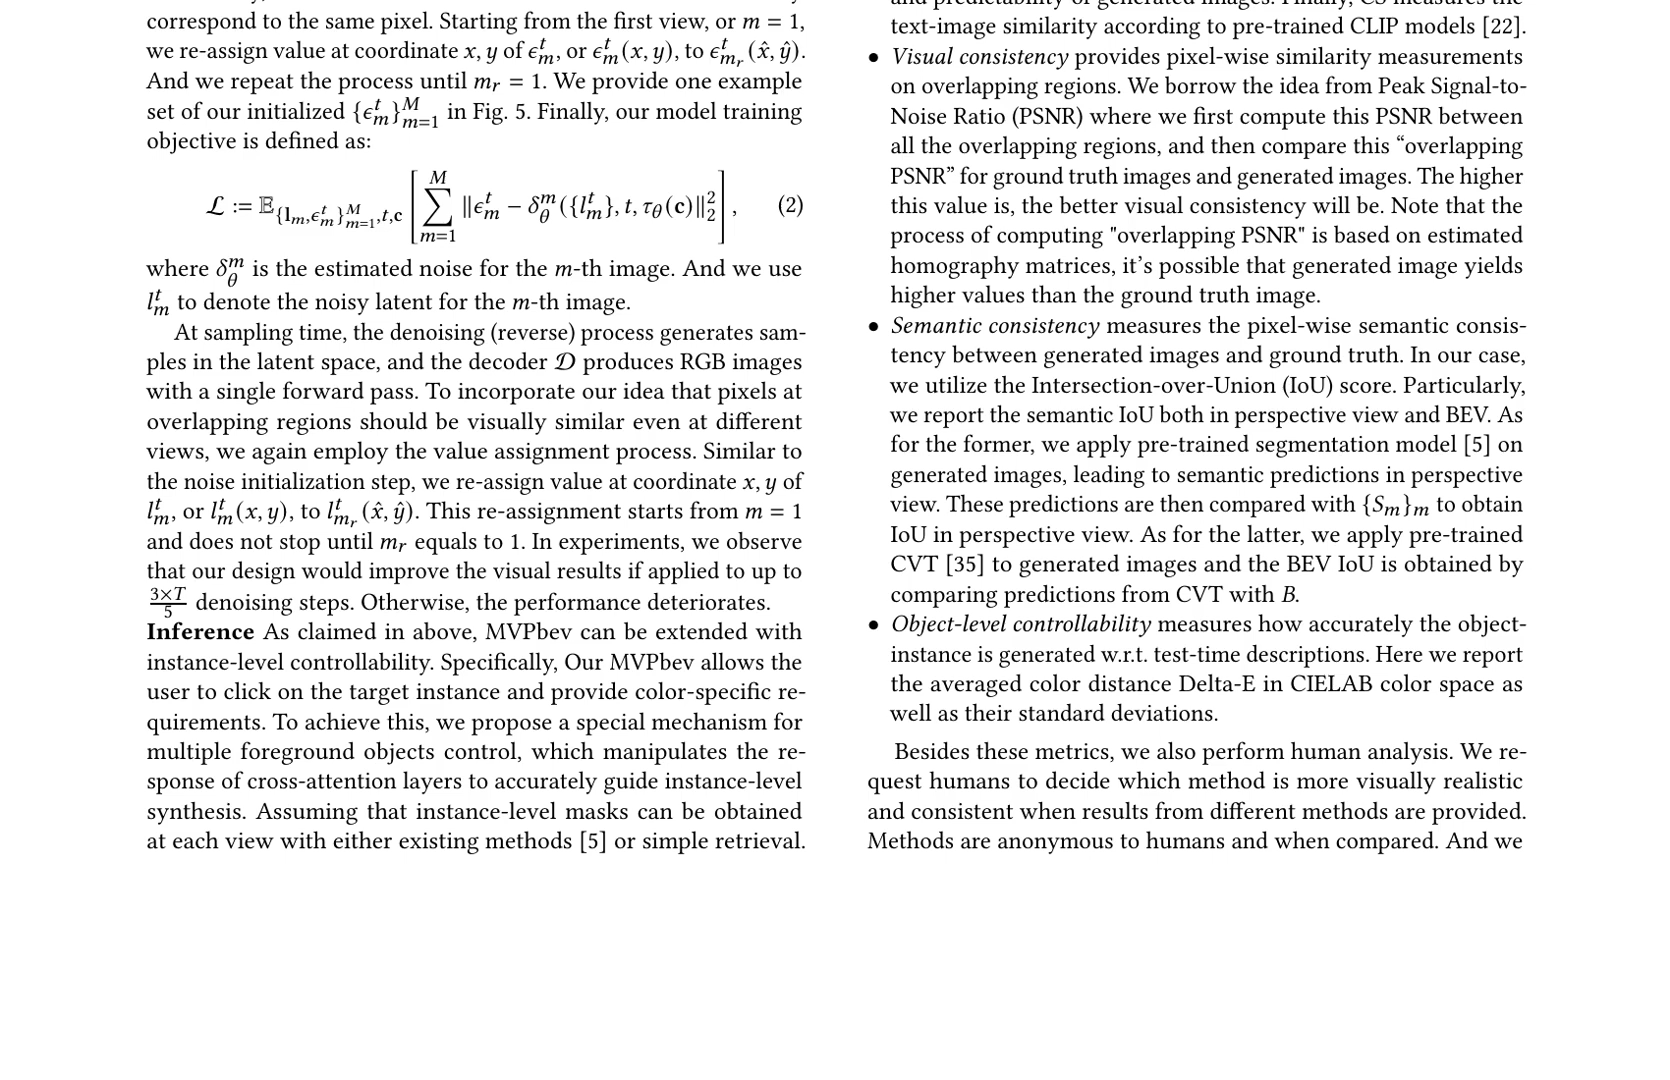 correspond to the same pixel. Starting from the first view, or m = 1,
we re-assign value at coordinate x, y of ϵ^t_m, or ϵ^t_m(x, y), to ϵ^t_{m_r}(x̂, ŷ).
And we repeat the process until m_r = 1. We provide one example
set of our initialized {ϵ^t_m}^M_{m=1} in Fig. 5. Finally, our model training
objective is defined as:
ℒ := 𝔼_{{l_m,ϵ^t_m}^M_{m=1},t,c} [ ∑^M_{m=1} ∥ϵ^t_m − δ^m_θ({l^t_m}, t, τ_θ(c)∥^2_2 ] , (2)
where δ^m_θ is the estimated noise for the m-th image. And we use
l^t_m to denote the noisy latent for the m-th image.
At sampling time, the denoising (reverse) process generates sam-
ples in the latent space, and the decoder 𝒟 produces RGB images
with a single forward pass. To incorporate our idea that pixels at
overlapping regions should be visually similar even at different
views, we again employ the value assignment process. Similar to
the noise initialization step, we re-assign value at coordinate x, y of
l^t_m, or l^t_m(x, y), to l^t_{m_r}(x̂, ŷ). This re-assignment starts from m = 1
and does not stop until m_r equals to 1. In experiments, we observe
that our design would improve the visual results if applied to up to
3×T/5 denoising steps. Otherwise, the performance deteriorates.
Inference As claimed in above, MVPbev can be extended with
instance-level controllability. Specifically, Our MVPbev allows the
user to click on the target instance and provide color-specific re-
quirements. To achieve this, we propose a special mechanism for
multiple foreground objects control, which manipulates the re-
sponse of cross-attention layers to accurately guide instance-level
synthesis. Assuming that instance-level masks can be obtained
at each view with either existing methods [5] or simple retrieval.
text-image similarity according to pre-trained CLIP models [22].
• Visual consistency provides pixel-wise similarity measurements
on overlapping regions. We borrow the idea from Peak Signal-to-
Noise Ratio (PSNR) where we first compute this PSNR between
all the overlapping regions, and then compare this “overlapping
PSNR” for ground truth images and generated images. The higher
this value is, the better visual consistency will be. Note that the
process of computing "overlapping PSNR" is based on estimated
homography matrices, it’s possible that generated image yields
higher values than the ground truth image.
• Semantic consistency measures the pixel-wise semantic consis-
tency between generated images and ground truth. In our case,
we utilize the Intersection-over-Union (IoU) score. Particularly,
we report the semantic IoU both in perspective view and BEV. As
for the former, we apply pre-trained segmentation model [5] on
generated images, leading to semantic predictions in perspective
view. These predictions are then compared with {S_m}_m to obtain
IoU in perspective view. As for the latter, we apply pre-trained
CVT [35] to generated images and the BEV IoU is obtained by
comparing predictions from CVT with B.
• Object-level controllability measures how accurately the object-
instance is generated w.r.t. test-time descriptions. Here we report
the averaged color distance Delta-E in CIELAB color space as
well as their standard deviations.
Besides these metrics, we also perform human analysis. We re-
quest humans to decide which method is more visually realistic
and consistent when results from different methods are provided.
Methods are anonymous to humans and when compared. And we